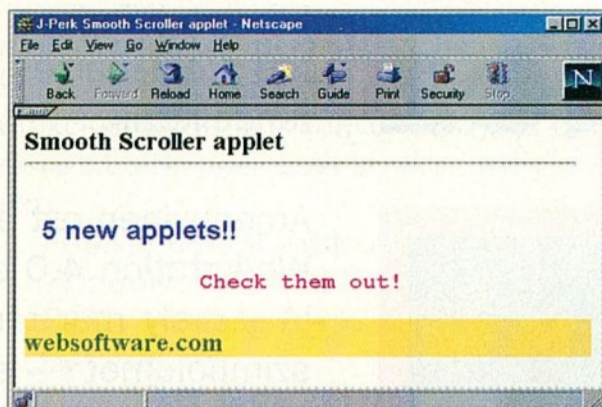 J-Perk Smooth Scroller applet - Netscape
File Edit View Go Window Help
Back Forward Reload Home Search Guide Print Security Stop
N
Smooth Scroller applet
5 new applets!!
Check them out!
websoftware.com